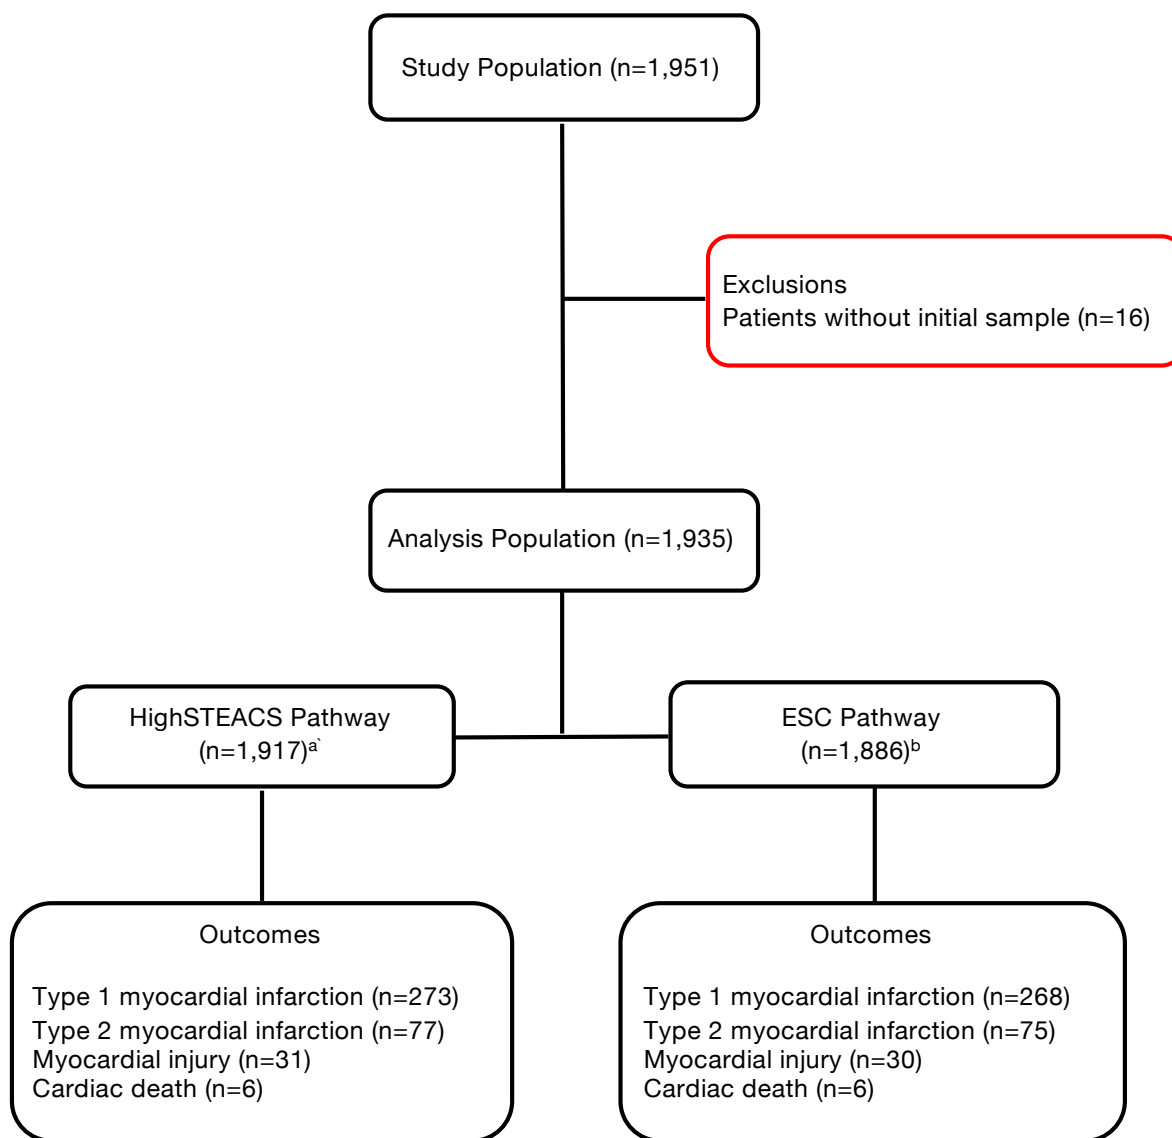 Study Population (n=1,951)
Exclusions
Patients without initial sample (n=16)
Analysis Population (n=1,935)
HighSTEACS Pathway
(n=1,917)a`
ESC Pathway
(n=1,886)b
Outcomes
Type 1 myocardial infarction (n=273)
Type 2 myocardial infarction (n=77)
Myocardial injury (n=31)
Cardiac death (n=6)
Outcomes
Type 1 myocardial infarction (n=268)
Type 2 myocardial infarction (n=75)
Myocardial injury (n=30)
Cardiac death (n=6)